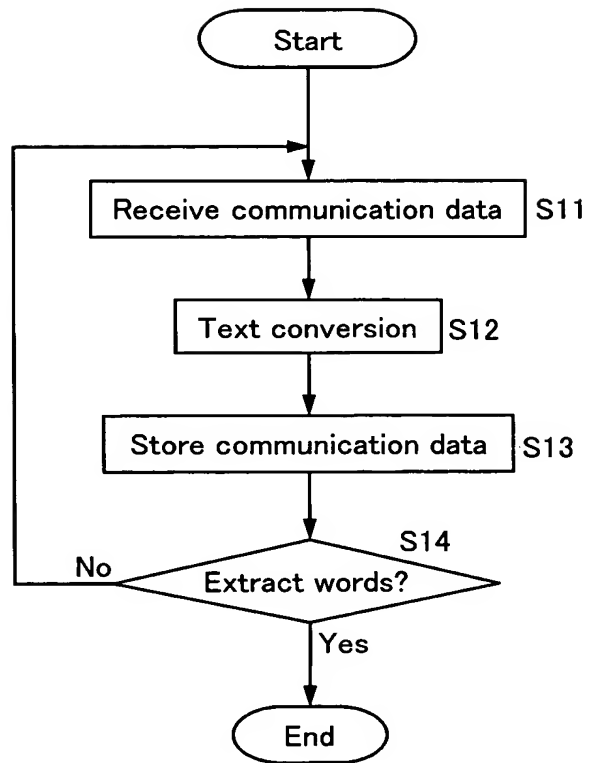 Start
Receive communication data S11
Text conversion S12
Store communication data S13
S14
No
Extract words?
Yes
End